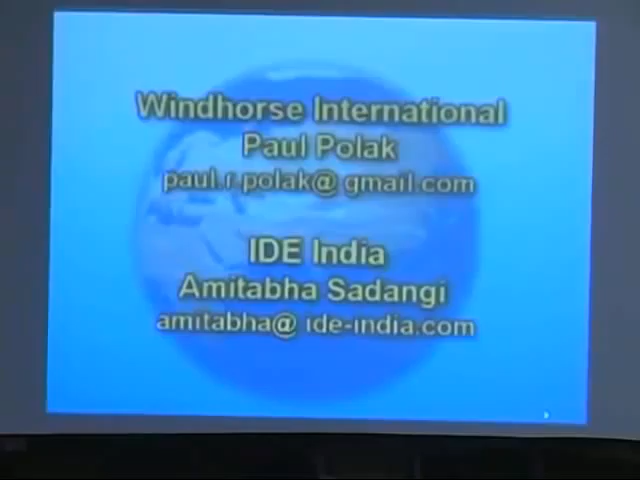 Windhorse International
Paul Polak
paul.r.polak@ gmail.com
IDE India
Amitabha Sadangi
amitabha@ ide-india.com